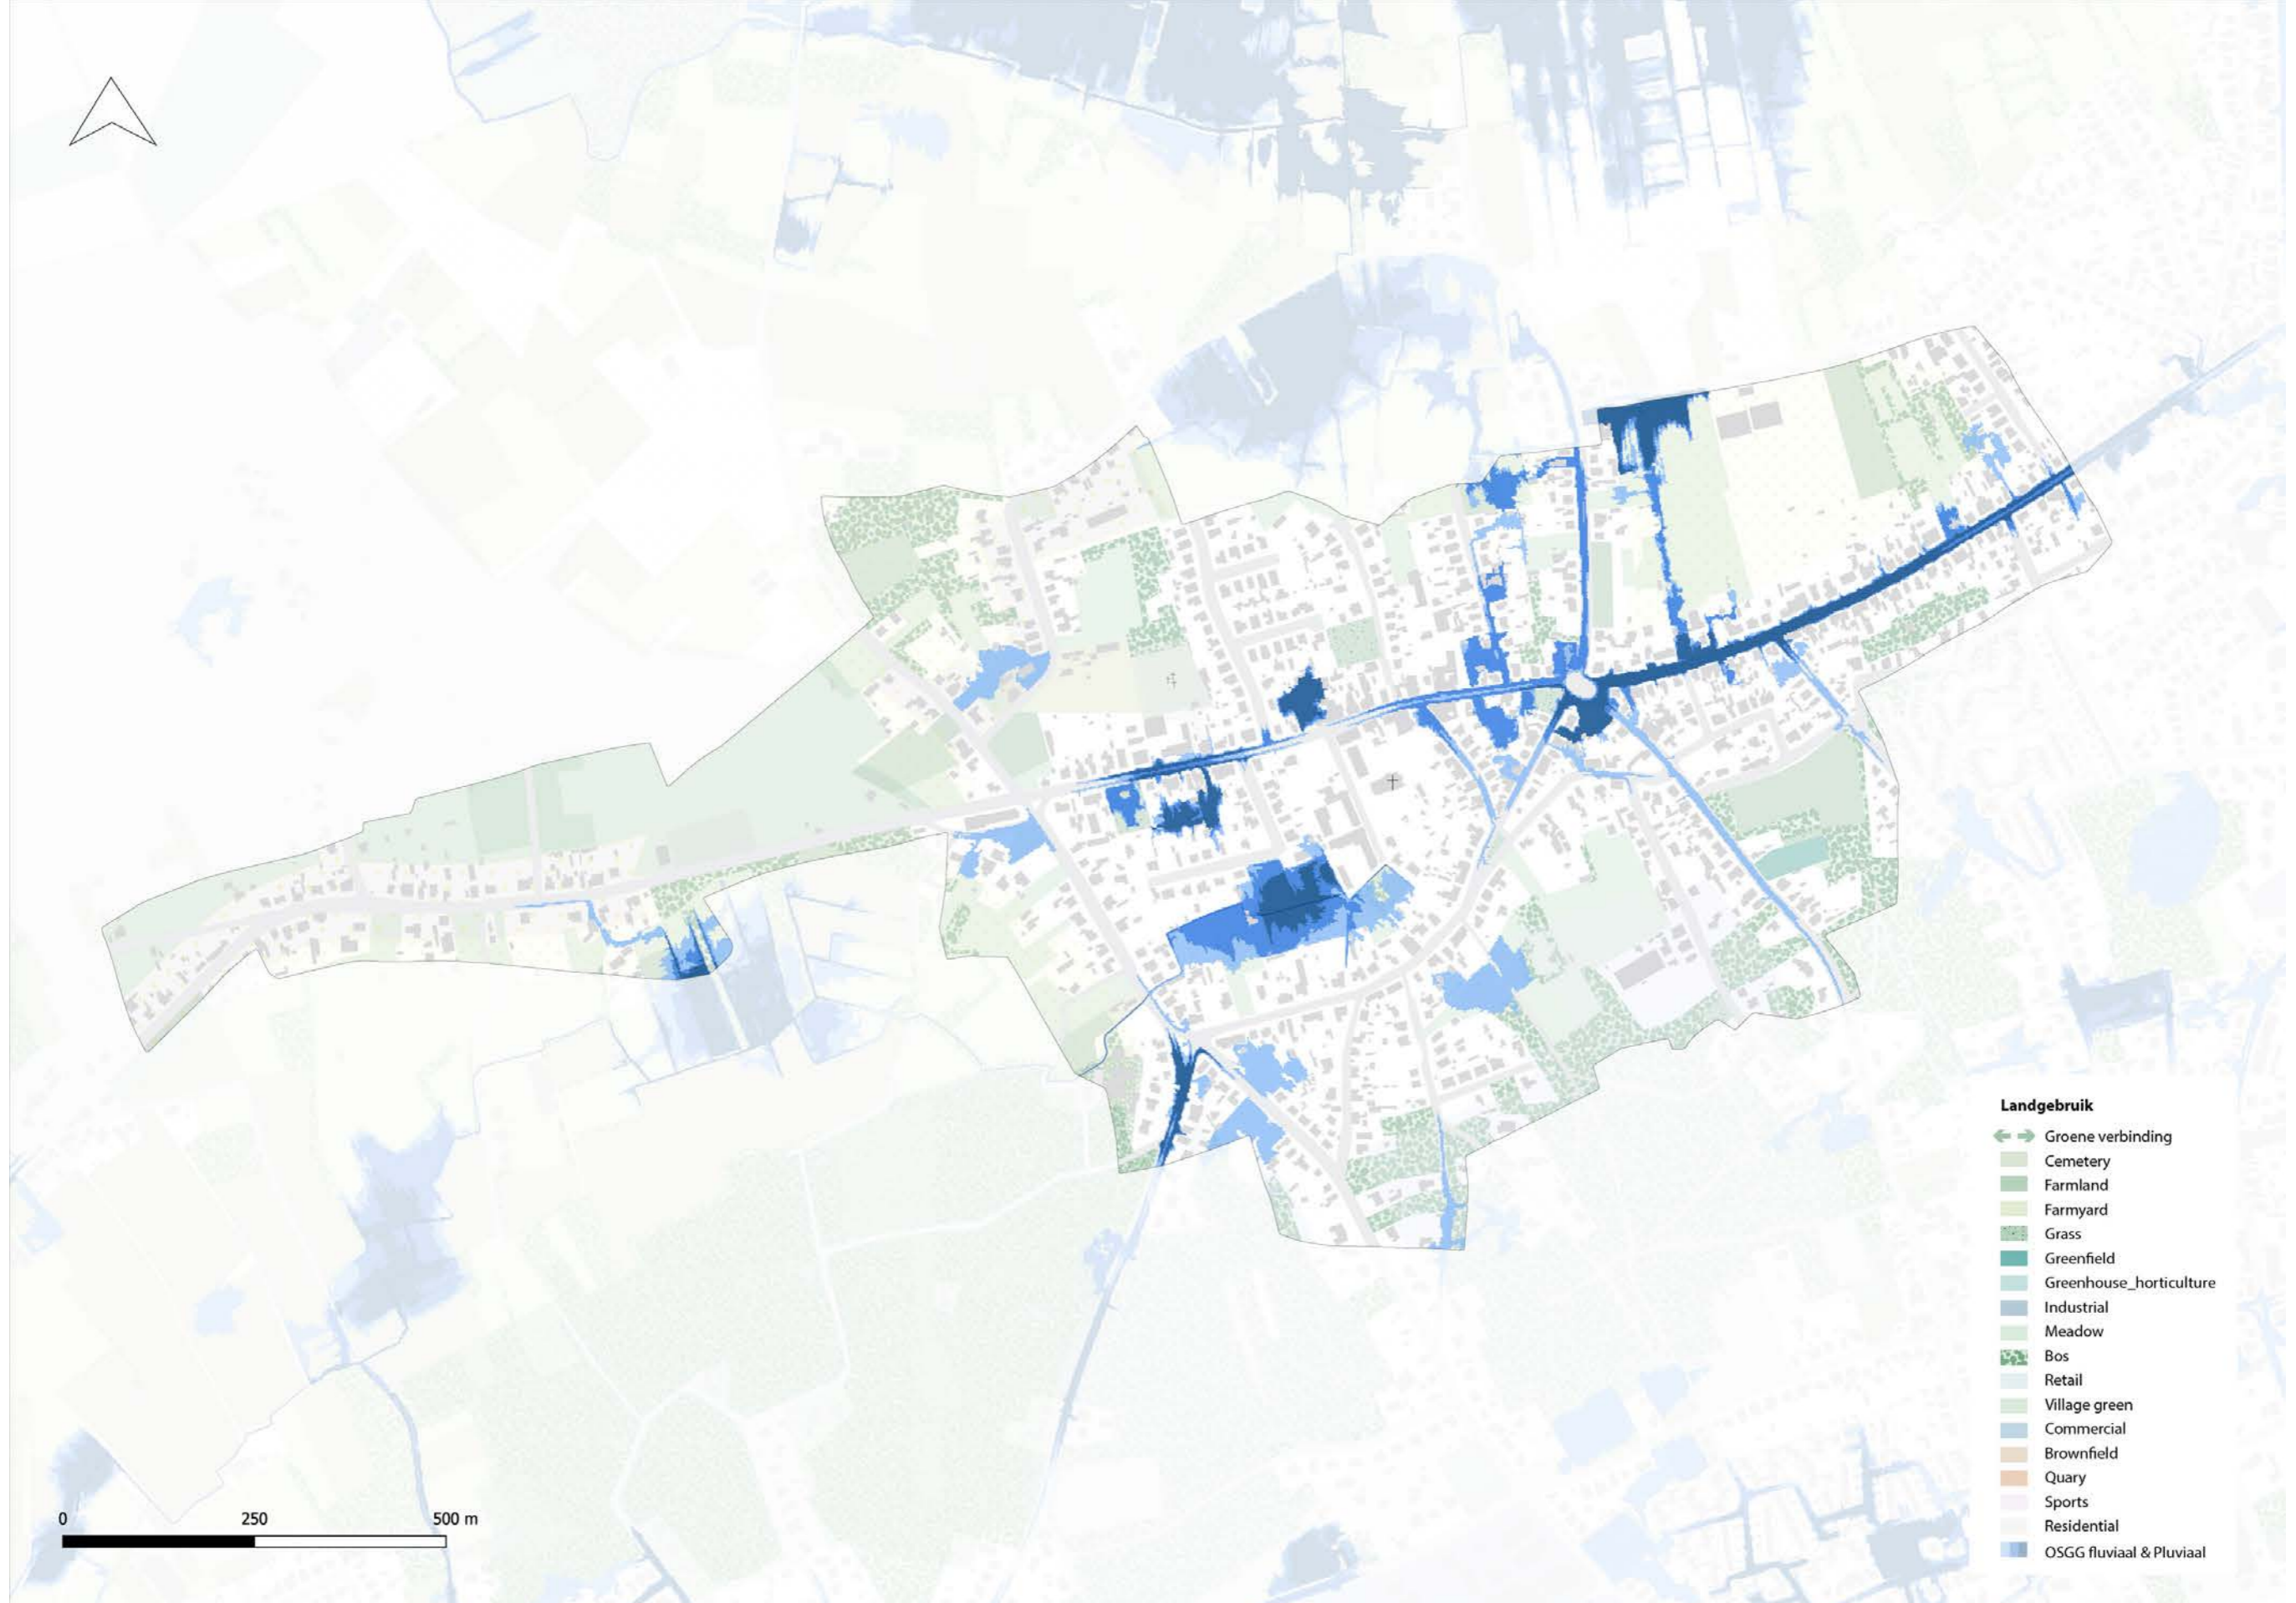 Landgebruik
Groene verbinding
Cemetery
Farmland
Farmyard
Grass
Greenfield
Greenhouse_horticulture
Industrial
Meadow
Bos
Retail
Village green
Commercial
Brownfield
Quary
Sports
Residential
OSGG fluviaal & Pluviaal
0 250 500 m